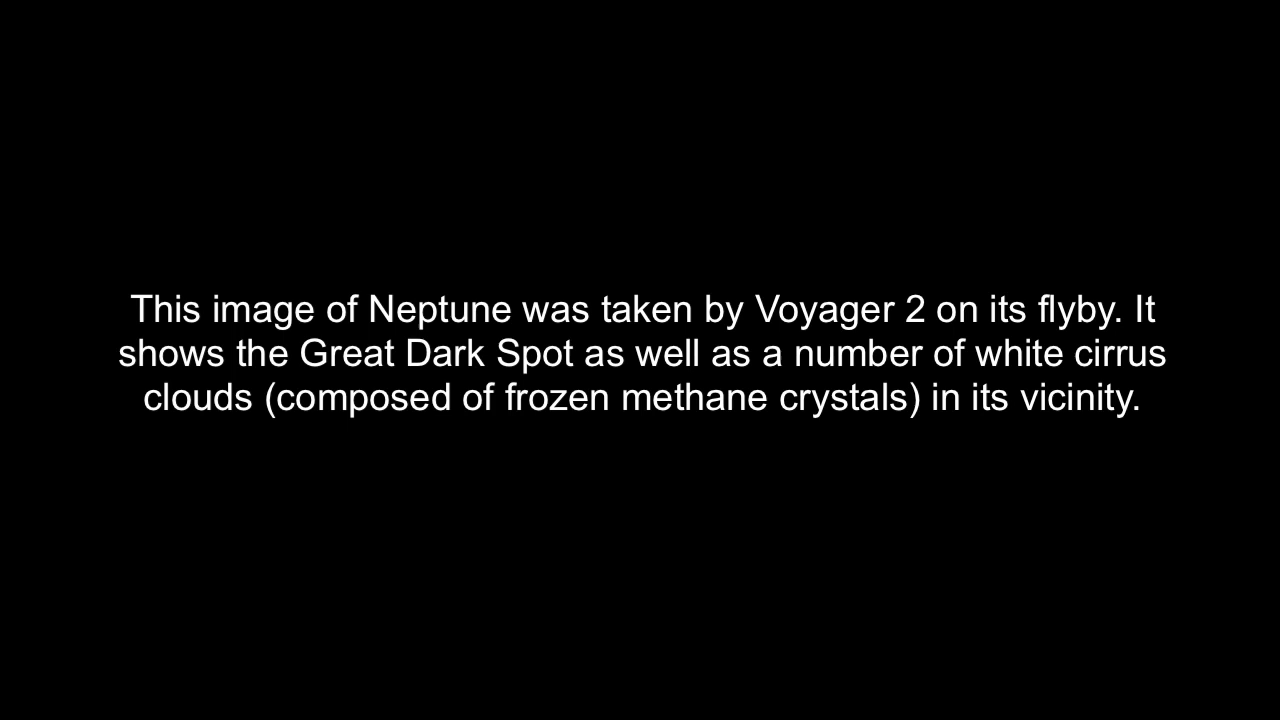 This image of Neptune was taken by Voyager 2 on its flyby. It
shows the Great Dark Spot as well as a number of white cirrus
clouds (composed of frozen methane crystals) in its vicinity.